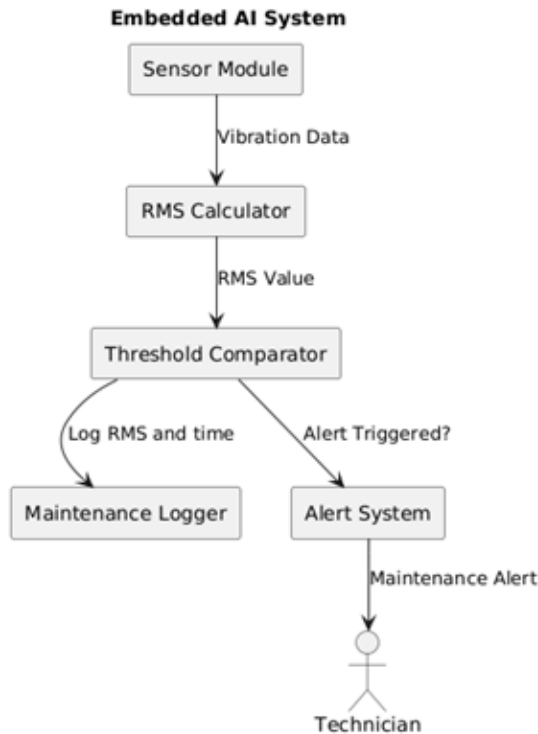 Embedded AI System
Sensor Module
Vibration Data
RMS Calculator
RMS Value
Threshold Comparator
Log RMS and time
Alert Triggered?
Maintenance Logger
Alert System
Maintenance Alert
Technician